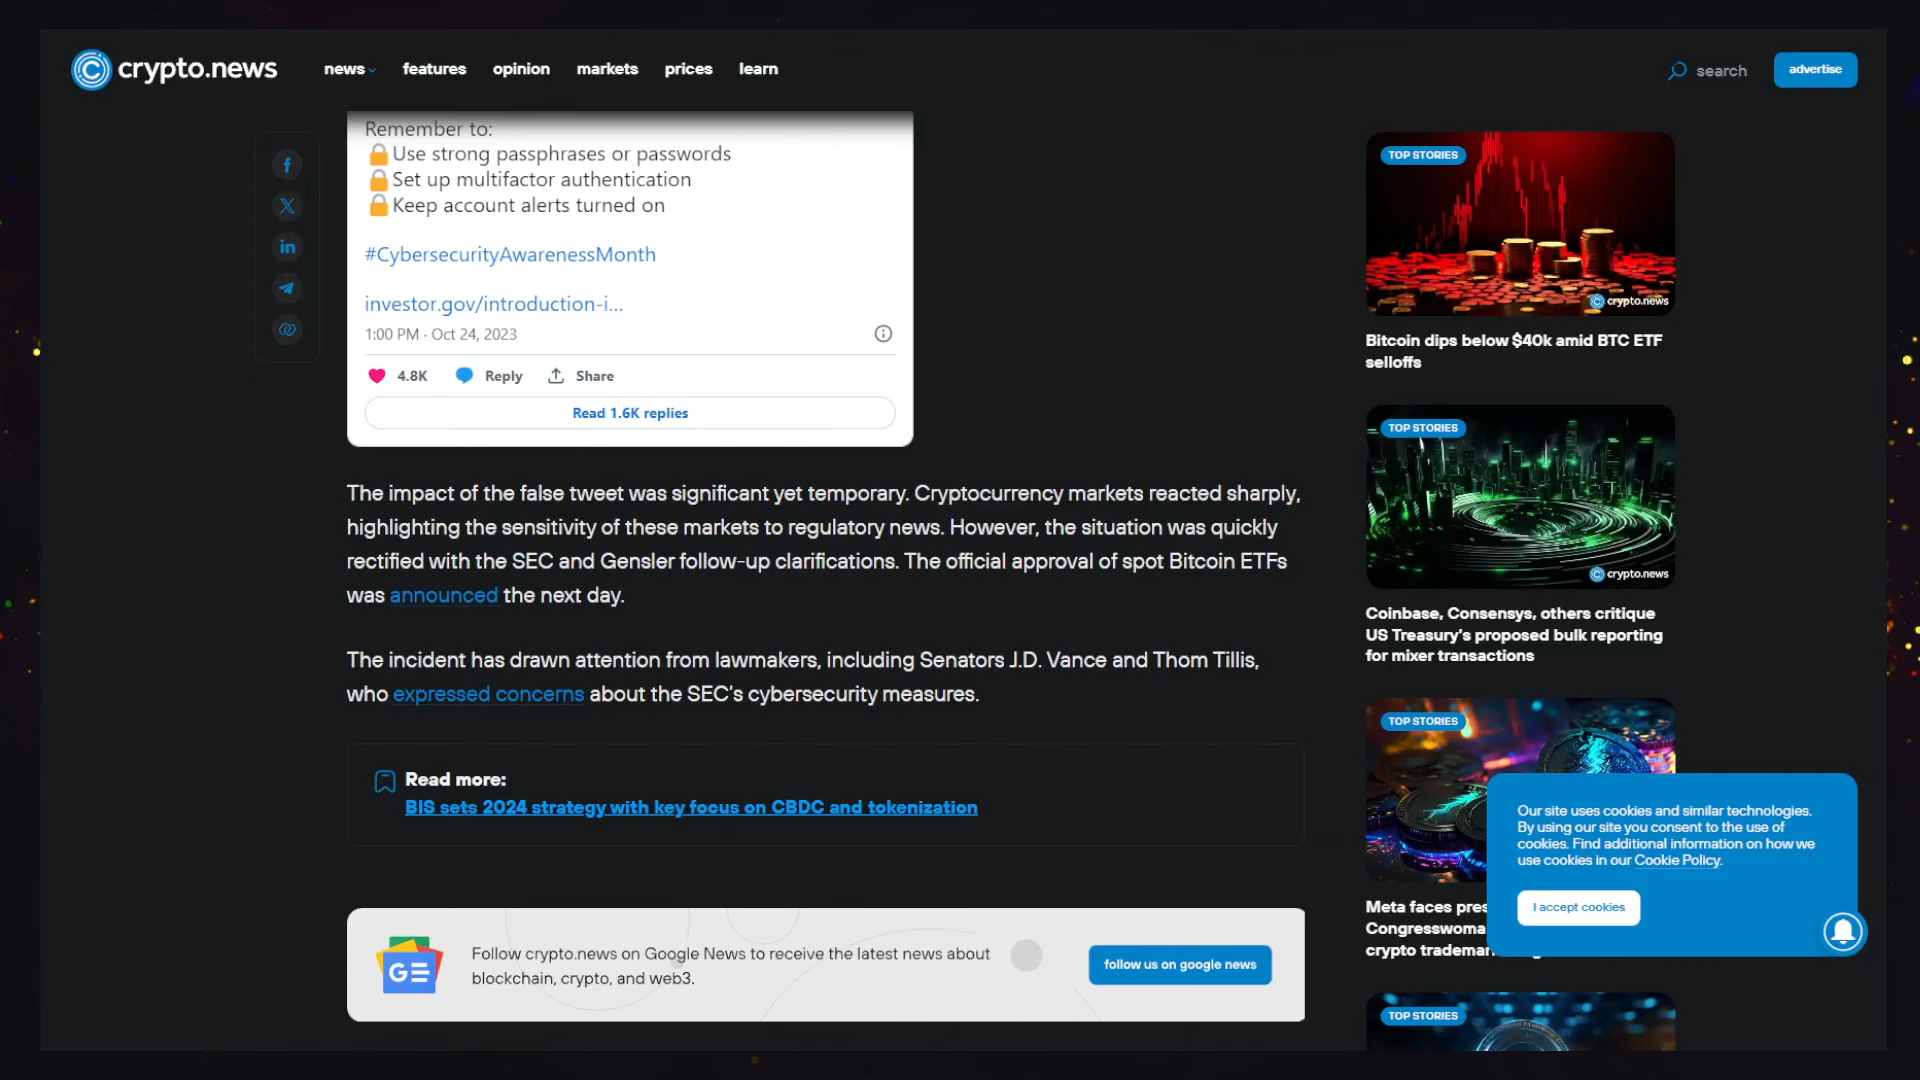 crypto.news
news
features
opinion
markets
prices
learn
search
advertise
Remember to:
Use strong passphrases or passwords
Set up multifactor authentication
Keep account alerts turned on
#CybersecurityAwarenessMonth
investor.gov/introduction-i...
1:00 PM · Oct 24, 2023
4.8K
Reply
Share
Read 1.6K replies
The impact of the false tweet was significant yet temporary. Cryptocurrency markets reacted sharply,
highlighting the sensitivity of these markets to regulatory news. However, the situation was quickly
rectified with the SEC and Gensler follow-up clarifications. The official approval of spot Bitcoin ETFs
was announced the next day.
The incident has drawn attention from lawmakers, including Senators J.D. Vance and Thom Tillis,
who expressed concerns about the SEC's cybersecurity measures.
Read more:
BIS sets 2024 strategy with key focus on CBDC and tokenization
GE
Follow crypto.news on Google News to receive the latest news about
blockchain, crypto, and web3.
follow us on google news
TOP STORIES
crypto.news
Bitcoin dips below $40k amid BTC ETF
selloffs
TOP STORIES
crypto.news
Coinbase, Consensys, others critique
US Treasury's proposed bulk reporting
for mixer transactions
TOP STORIES
Meta faces
Congresswoma
crypto
Our site uses cookies and similar technologies.
By using our site you consent to the use of
cookies. Find additional information on how we
use cookies in our Cookie Policy.
I accept cookies
TOP STORIES